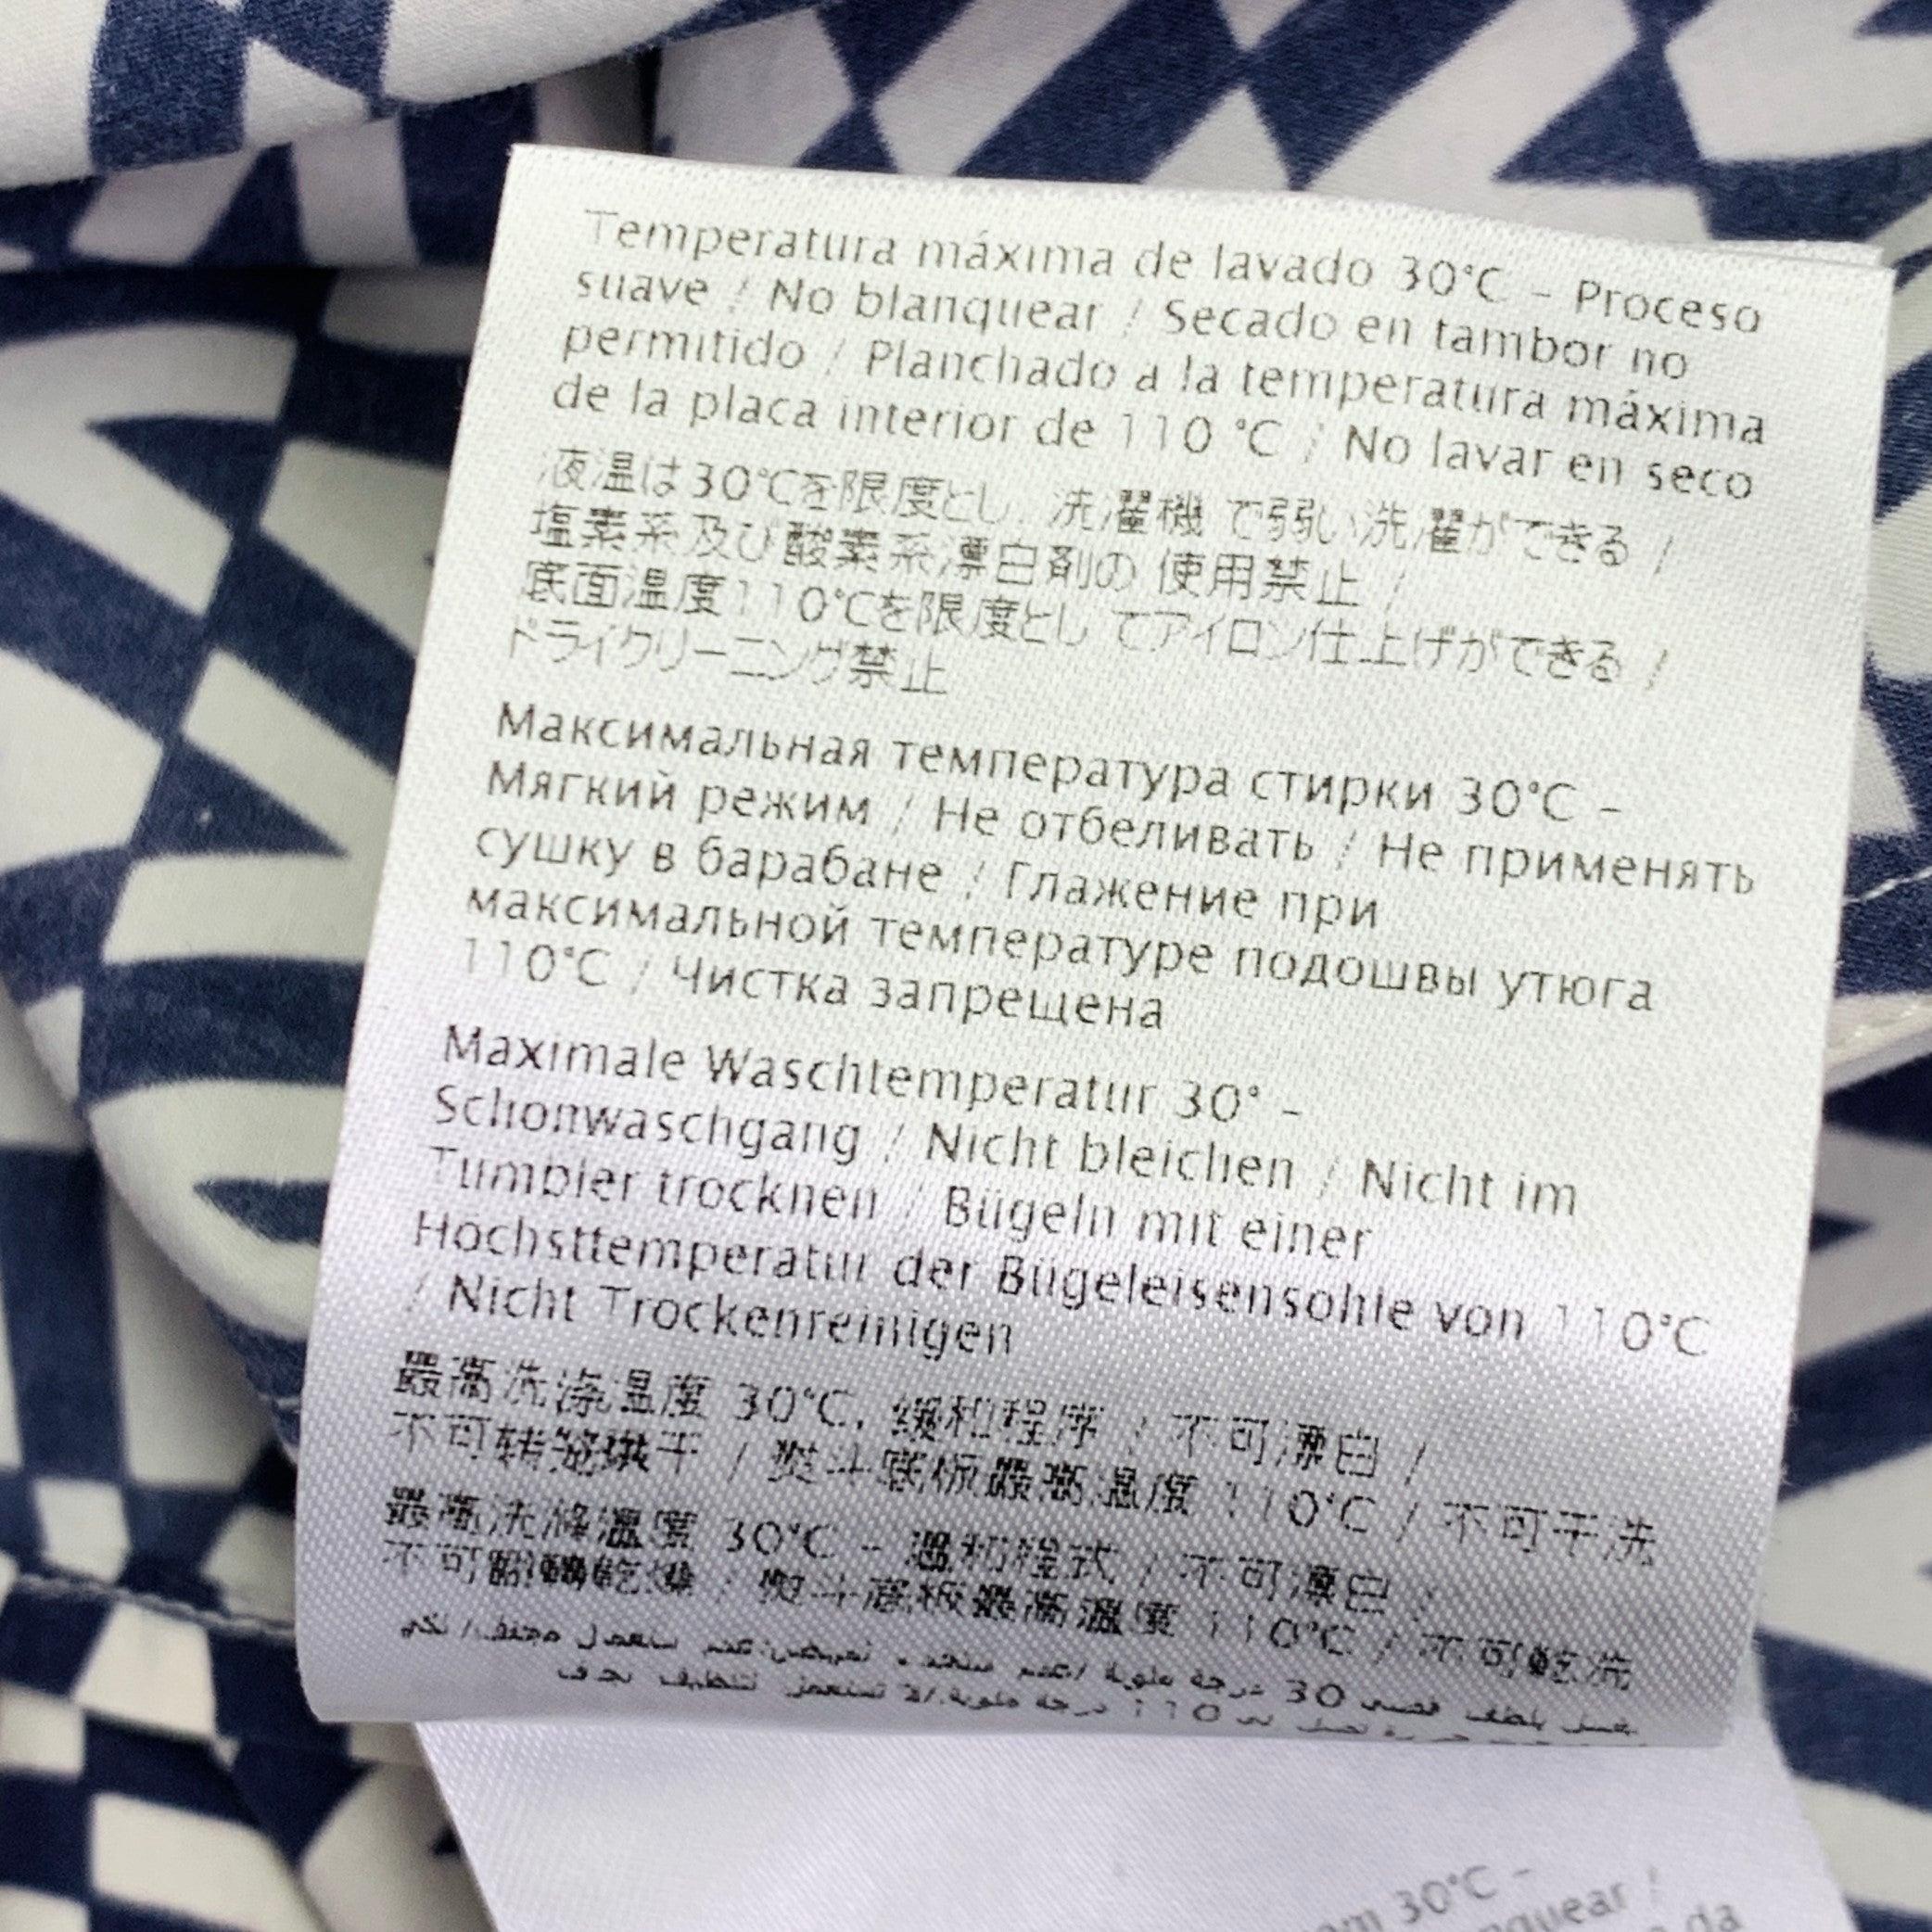 Temperatura máxima de lavado 30°C – Proceso
suave / No blanquear / Secado en tambor no
permitido / Planchado a la temperatura máxima
de la placa interior de 110 °C / No lavar en seco
液温は30℃を限度とし、洗濯機 で弱い洗濯ができる /
塩素系及び酸素系漂白剤の 使用禁止 /
底面温度110℃を限度とし てアイロン仕上げができる /
ドライクリーニング禁止
Максимальная температура стирки 30°C –
Мягкий режим / Не отбеливать / Не применять
сушку в барабане / Глажение при
максимальной температуре подошвы утюга
110°C / Чистка запрещена
Maximale Waschtemperatur 30° –
Schonwaschgang / Nicht bleichen / Nicht im
Tumbler trocknen / Bügeln mit einer
Höchsttemperatur der Bügeleisensohle von 110°C
/ Nicht Trockenreinigen
最高洗涤温度 30°C, 缓和程序 / 不可漂白 /
不可转笼烘干 / 熨斗底板最高温度 110°C / 不可干洗
最高洗滌溫度 30°C – 溫和程式 / 不可漂白 /
不可翻轉乾燥 / 熨斗底板最高溫度 110°C / 不可乾洗
30 درجة مئوية
110 درجة مئوية
30°C –